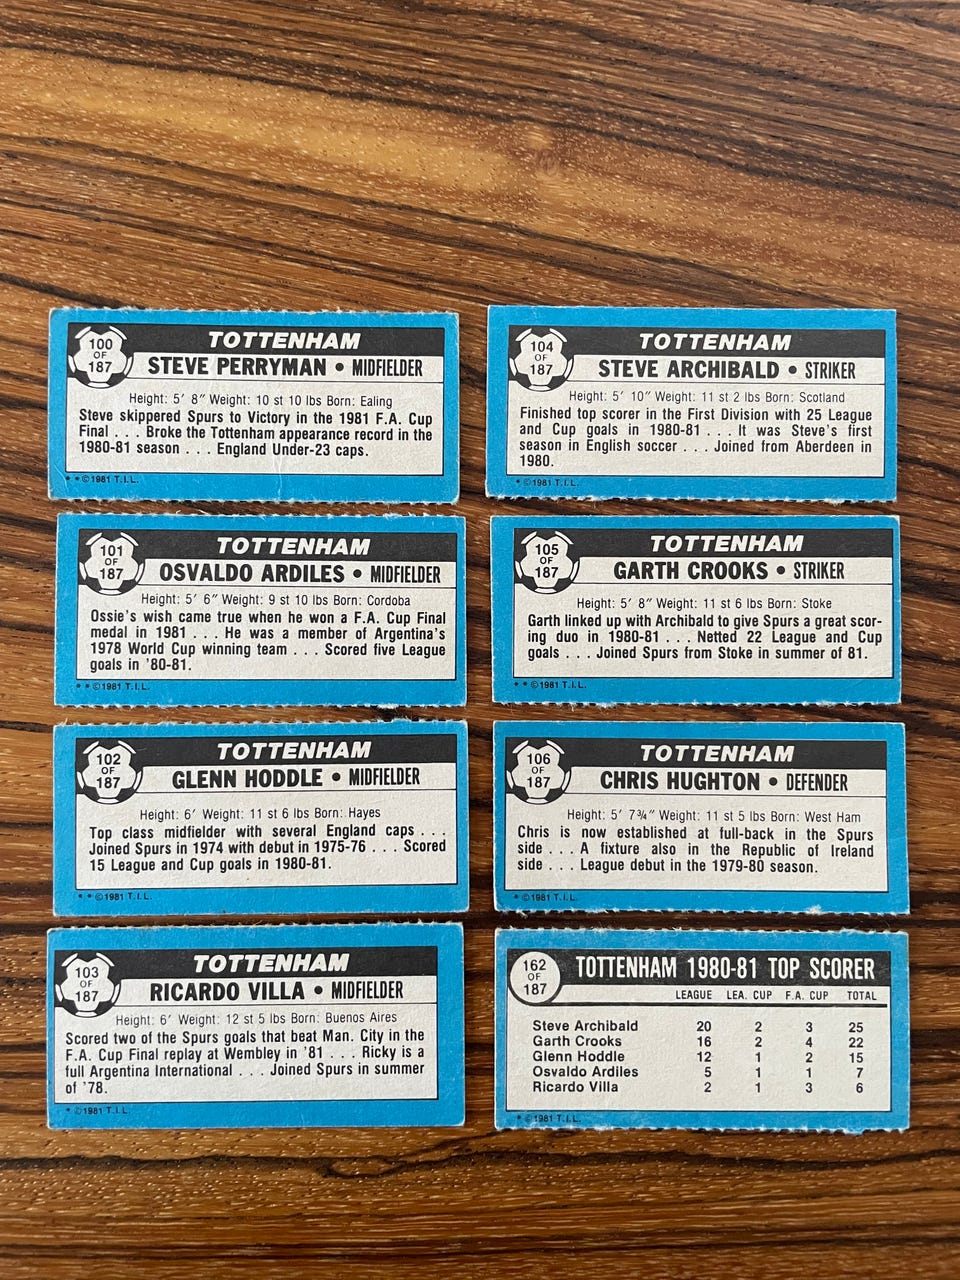 100
OF
187
TOTTENHAM
STEVE PERRYMAN • MIDFIELDER
Height: 5' 8" Weight: 10 st 10 lbs Born: Ealing
Steve skippered Spurs to Victory in the 1981 F.A. Cup
Final . . . Broke the Tottenham appearance record in the
1980-81 season . . . England Under-23 caps.
* * © 1981 T.I.L.
101
OF
187
TOTTENHAM
OSVALDO ARDILES • MIDFIELDER
Height: 5' 6" Weight: 9 st 10 lbs Born: Cordoba
Ossie's wish came true when he won a F.A. Cup Final
medal in 1981 . . . He was a member of Argentina's
1978 World Cup winning team . . . Scored five League
goals in '80-81.
* * © 1981 T.I.L.
102
OF
187
TOTTENHAM
GLENN HODDLE • MIDFIELDER
Height: 6' Weight: 11 st 6 lbs Born: Hayes
Top class midfielder with several England caps . . .
Joined Spurs in 1974 with debut in 1975-76 . . . Scored
15 League and Cup goals in 1980-81.
* * © 1981 T.I.L.
103
OF
187
TOTTENHAM
RICARDO VILLA • MIDFIELDER
Height: 6' Weight: 12 st 5 lbs Born: Buenos Aires
Scored two of the Spurs goals that beat Man. City in the
F.A. Cup Final replay at Wembley in '81 . . . Ricky is a
full Argentina International . . . Joined Spurs in summer
of '78.
* © 1981 T.I.L.
104
OF
187
TOTTENHAM
STEVE ARCHIBALD • STRIKER
Height: 5' 10" Weight: 11 st 2 lbs Born: Scotland
Finished top scorer in the First Division with 25 League
and Cup goals in 1980-81 . . . It was Steve's first
season in English soccer . . . Joined from Aberdeen in
1980.
* © 1981 T.I.L.
105
OF
187
TOTTENHAM
GARTH CROOKS • STRIKER
Height: 5' 8" Weight: 11 st 6 lbs Born: Stoke
Garth linked up with Archibald to give Spurs a great scor-
ing duo in 1980-81 . . . Netted 22 League and Cup
goals . . . Joined Spurs from Stoke in summer of 81.
* * © 1981 T.I.L.
106
OF
187
TOTTENHAM
CHRIS HUGHTON • DEFENDER
Height: 5' 7¾" Weight: 11 st 5 lbs Born: West Ham
Chris is now established at full-back in the Spurs
side . . . A fixture also in the Republic of Ireland
side . . . League debut in the 1979-80 season.
* © 1981 T.I.L.
162
OF
187
TOTTENHAM 1980-81 TOP SCORER
LEAGUE LEA. CUP F.A. CUP TOTAL
Steve Archibald 20 2 3 25
Garth Crooks 16 2 4 22
Glenn Hoddle 12 1 2 15
Osvaldo Ardiles 5 1 1 7
Ricardo Villa 2 1 3 6
* © 1981 T.I.L.